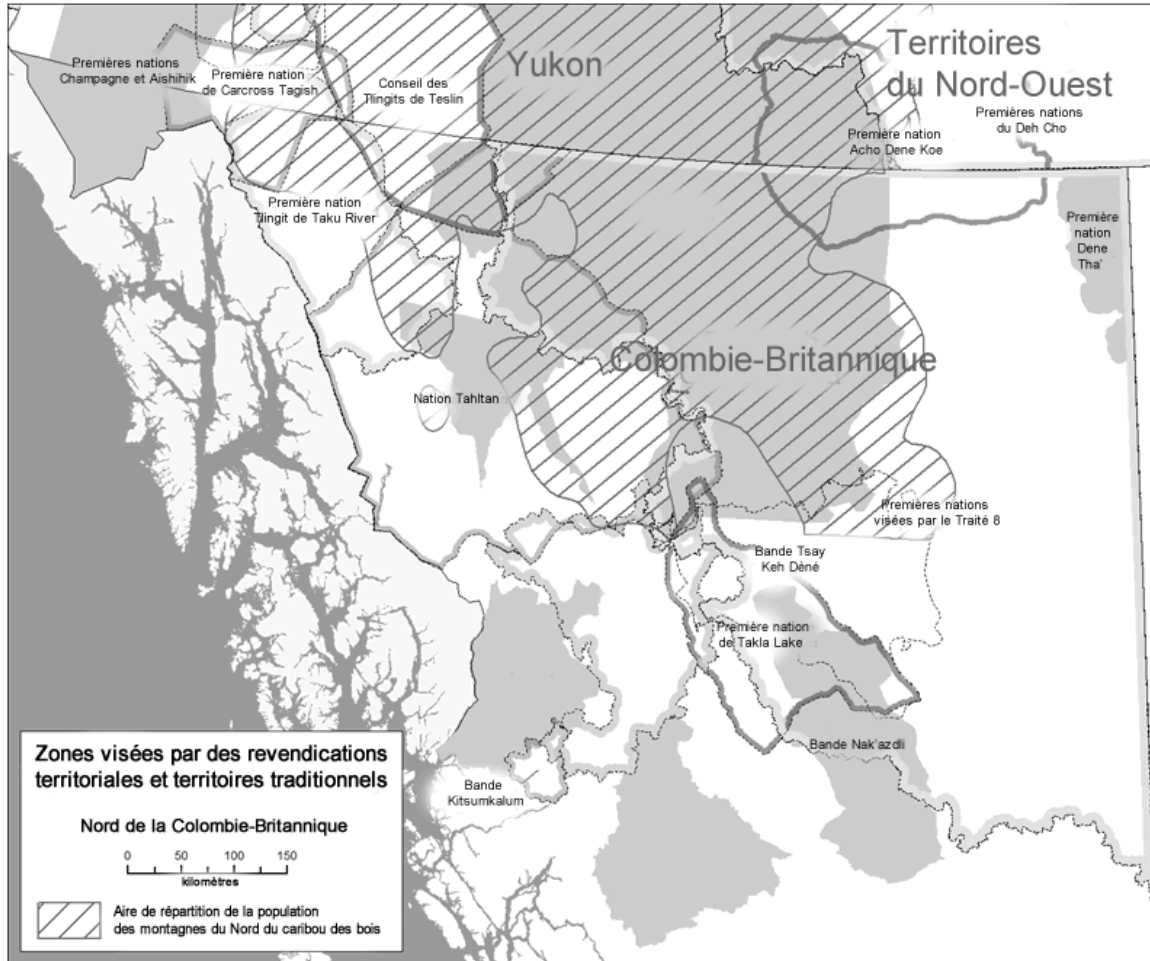 Yukon
Territoires
du Nord-Ouest
Premières nations
Champagne et Aishihik
Première nation
de Carcross Tagish
Conseil des
Tlingits de Teslin
Premières nations
du Deh Cho
Première nation
Acho Dene Koe
Première nation
Tlingit de Taku River
Première
nation
Dene
Tha'
Colombie-Britannique
Nation Tahltan
Premières nations
visées par le Traité 8
Bande Tsay
Keh Déné
Première nation
de Takla Lake
Bande Nak'azdli
Bande
Kitsumkalum
Zones visées par des revendications
territoriales et territoires traditionnels
Nord de la Colombie-Britannique
0 50 100 150
kilomètres
Aire de répartition de la population
des montagnes du Nord du caribou des bois